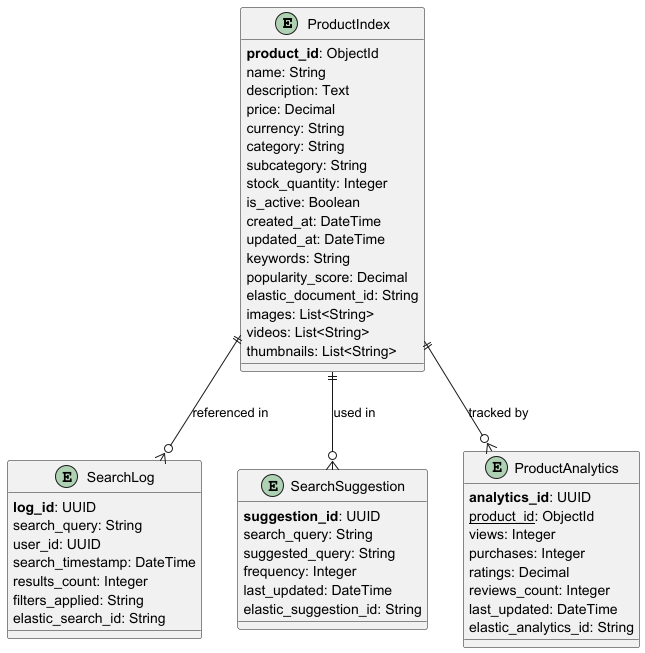 E ProductIndex
product_id: ObjectId
name: String
description: Text
price: Decimal
currency: String
category: String
subcategory: String
stock_quantity: Integer
is_active: Boolean
created_at: DateTime
updated_at: DateTime
keywords: String
popularity_score: Decimal
elastic_document_id: String
images: List<String>
videos: List<String>
thumbnails: List<String>
referenced in
used in
tracked by
E SearchLog
log_id: UUID
search_query: String
user_id: UUID
search_timestamp: DateTime
results_count: Integer
filters_applied: String
elastic_search_id: String
E SearchSuggestion
suggestion_id: UUID
search_query: String
suggested_query: String
frequency: Integer
last_updated: DateTime
elastic_suggestion_id: String
E ProductAnalytics
analytics_id: UUID
product_id: ObjectId
views: Integer
purchases: Integer
ratings: Decimal
reviews_count: Integer
last_updated: DateTime
elastic_analytics_id: String